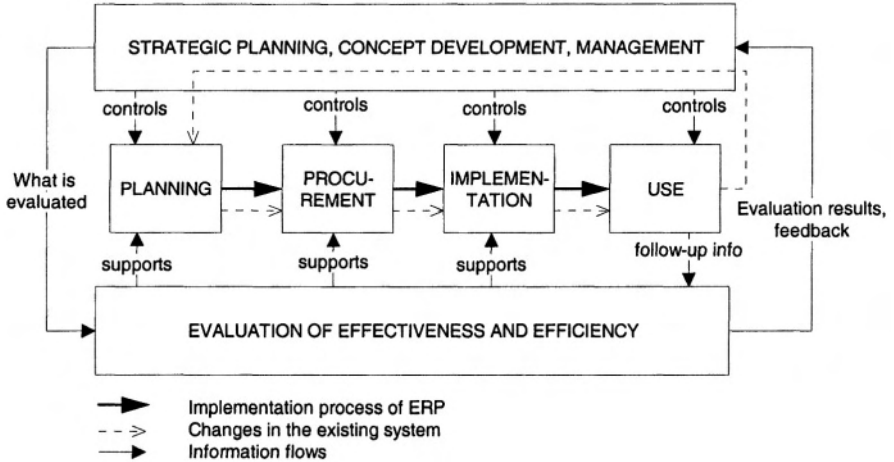 STRATEGIC PLANNING, CONCEPT DEVELOPMENT, MANAGEMENT
controls
controls
controls
controls
What is
evaluated
PLANNING
PROCU-
REMENT
IMPLEMEN-
TATION
USE
Evaluation results,
feedback
supports
supports
supports
follow-up info
EVALUATION OF EFFECTIVENESS AND EFFICIENCY
Implementation process of ERP
Changes in the existing system
Information flows